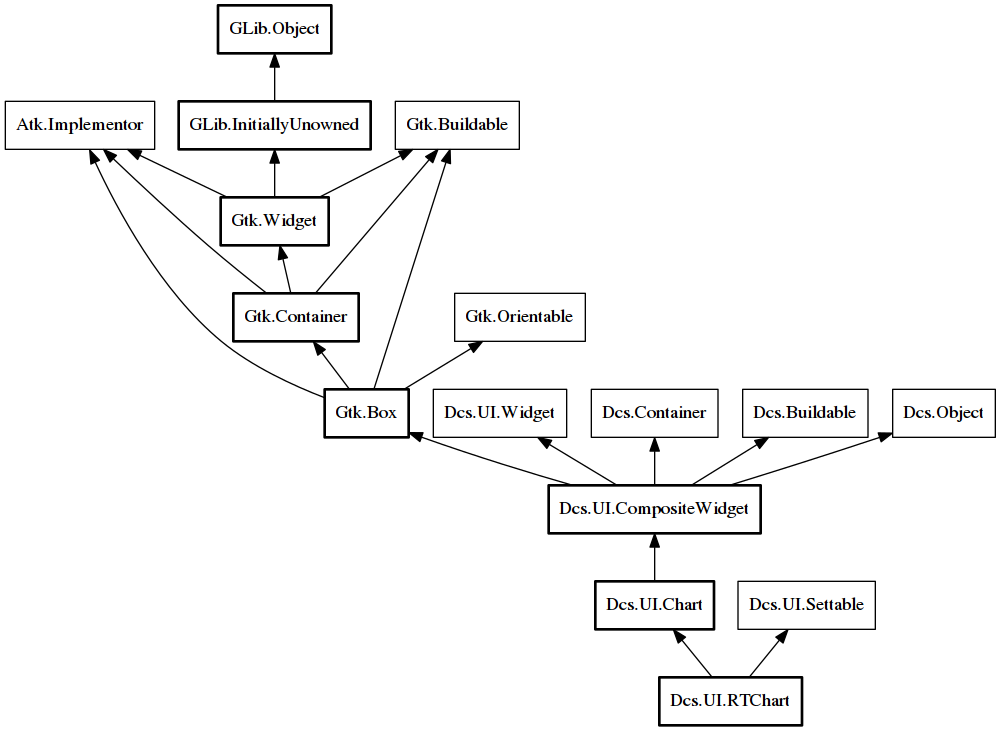 GLib.Object
Atk.Implementor
GLib.InitiallyUnowned
Gtk.Buildable
Gtk.Widget
Gtk.Container
Gtk.Orientable
Gtk.Box
Dcs.UI.Widget
Dcs.Container
Dcs.Buildable
Dcs.Object
Dcs.UI.CompositeWidget
Dcs.UI.Chart
Dcs.UI.Settable
Dcs.UI.RTChart